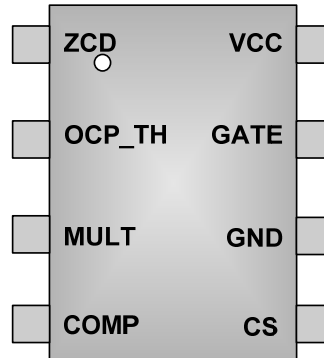 ZCD VCC
OCP_TH GATE
MULT GND
COMP CS